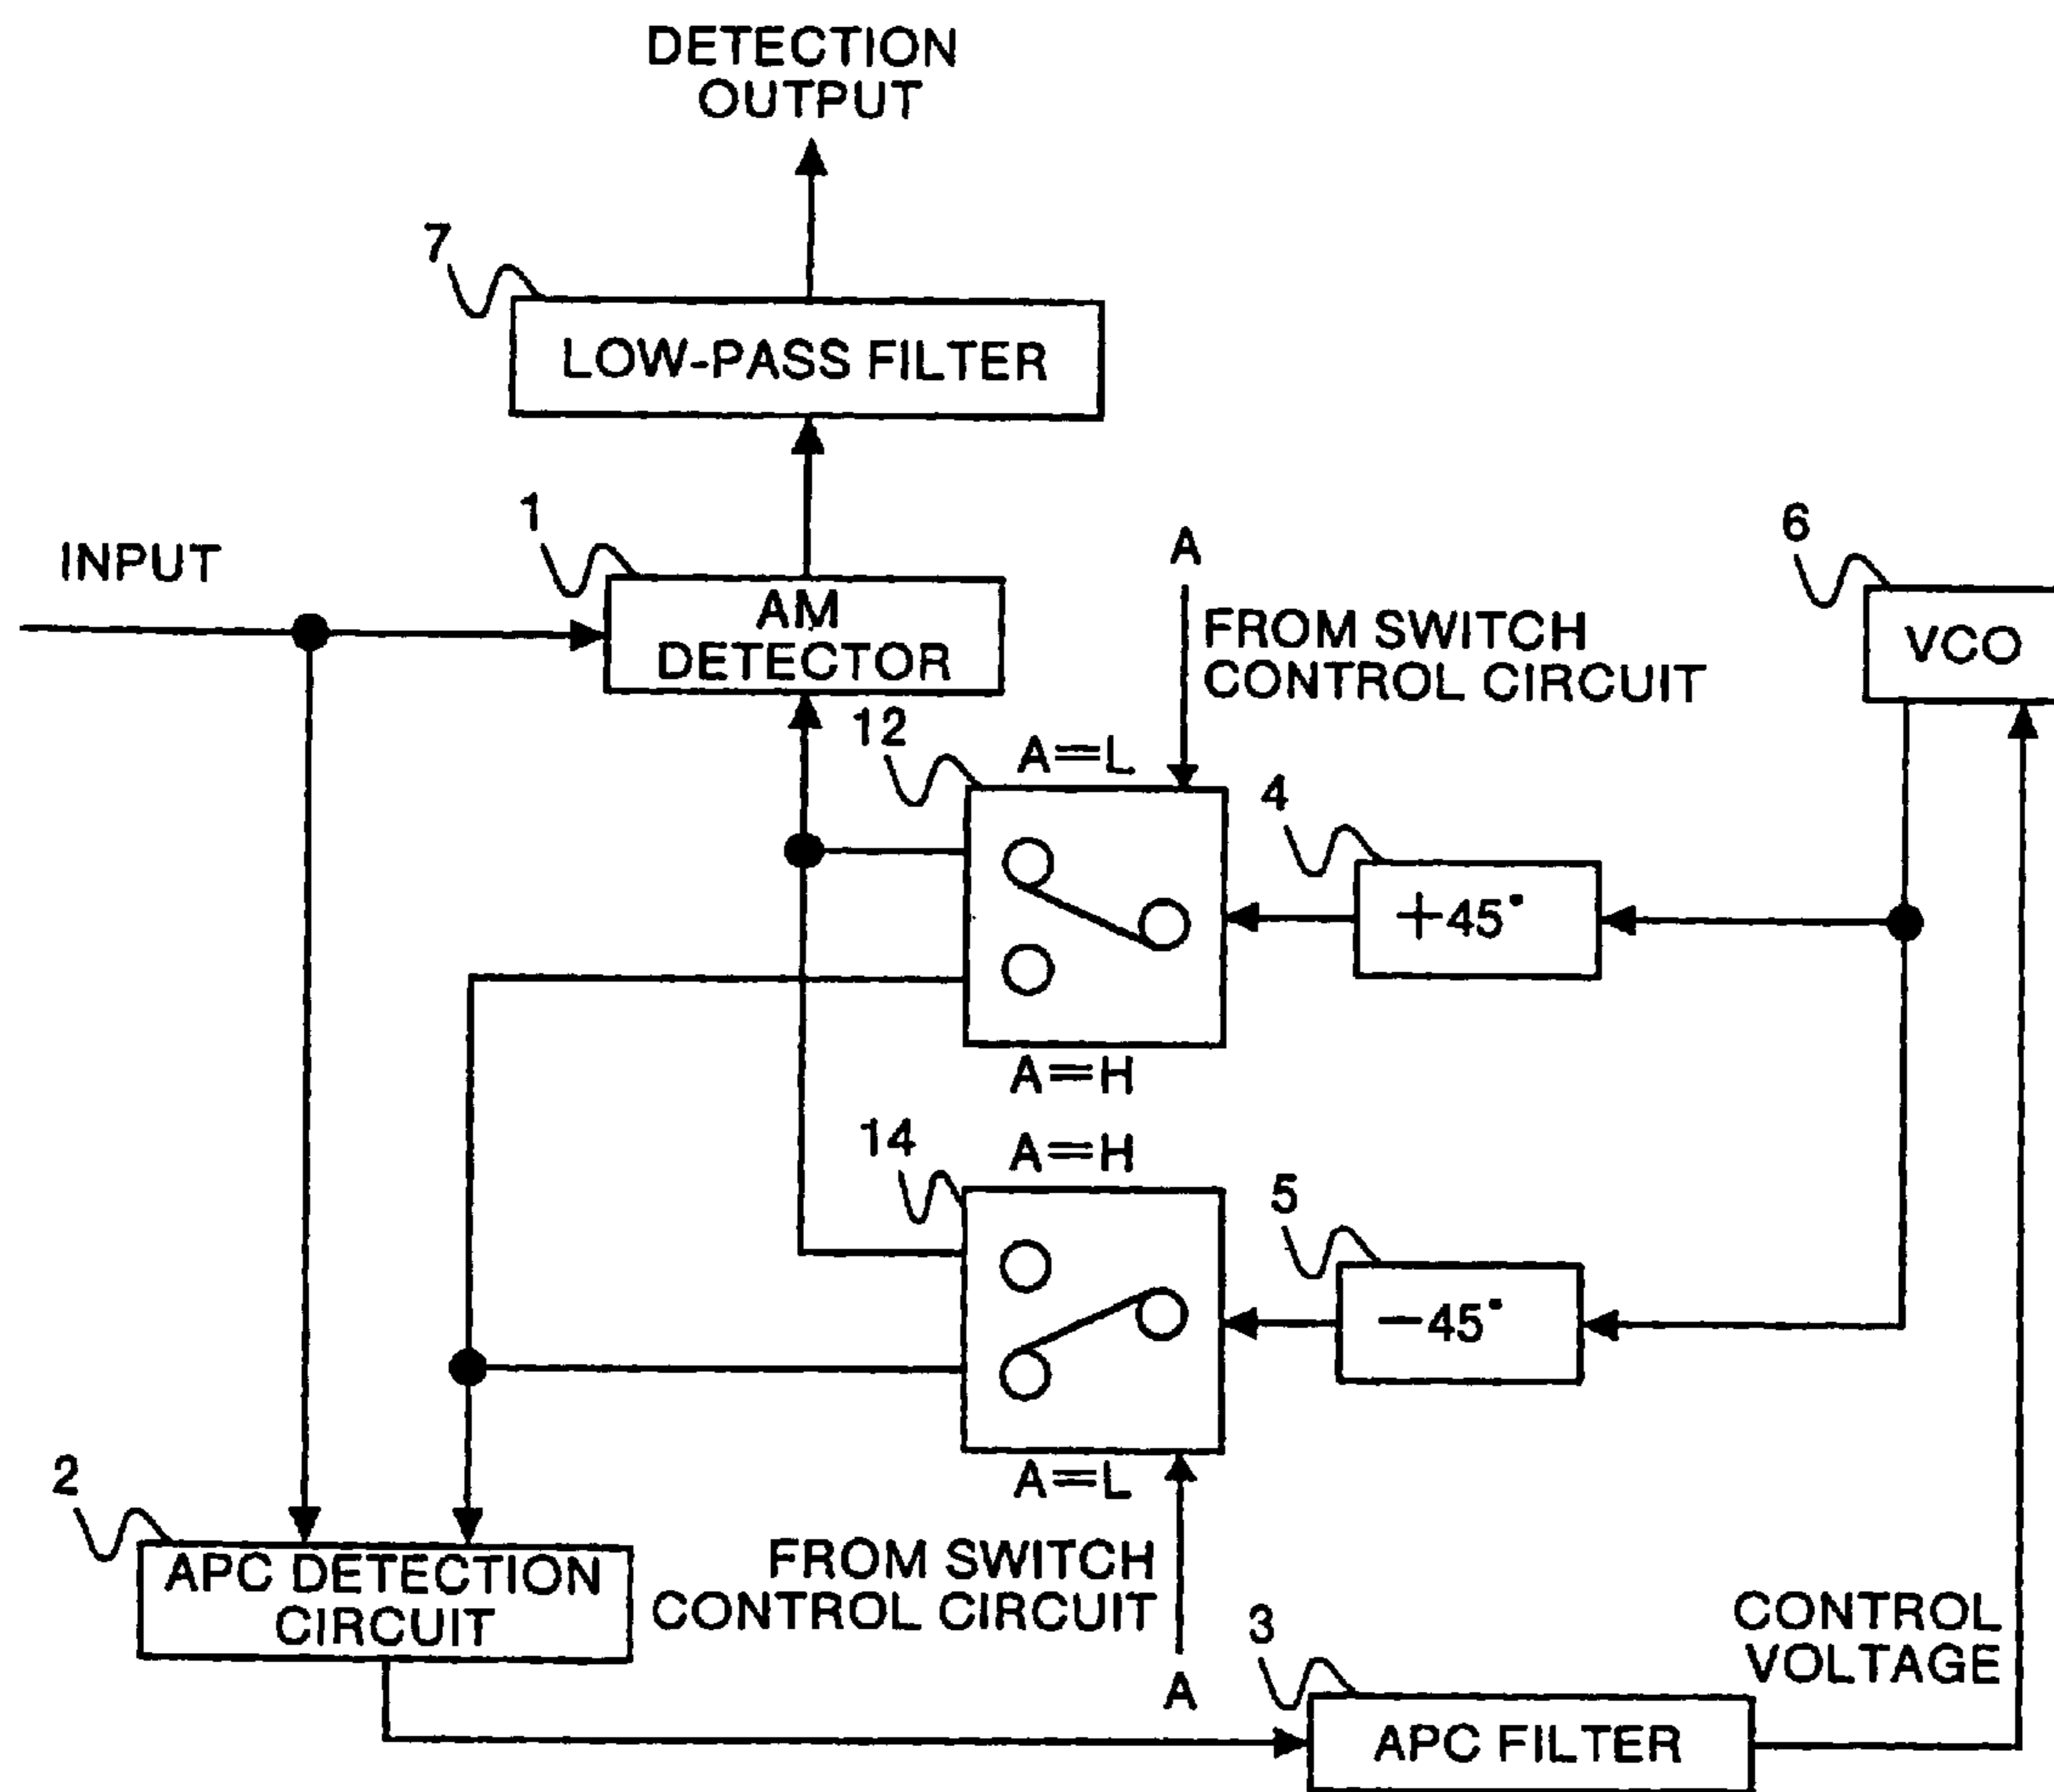 DETECTION
OUTPUT
7
LOW-PASS FILTER
1
INPUT
AM
DETECTOR
A
FROM SWITCH
CONTROL CIRCUIT
6
VCO
12
A=L
4
+45°
A=H
14
A=H
5
−45°
A=L
2
APC DETECTION
CIRCUIT
FROM SWITCH
CONTROL CIRCUIT
A
3
APC FILTER
CONTROL
VOLTAGE